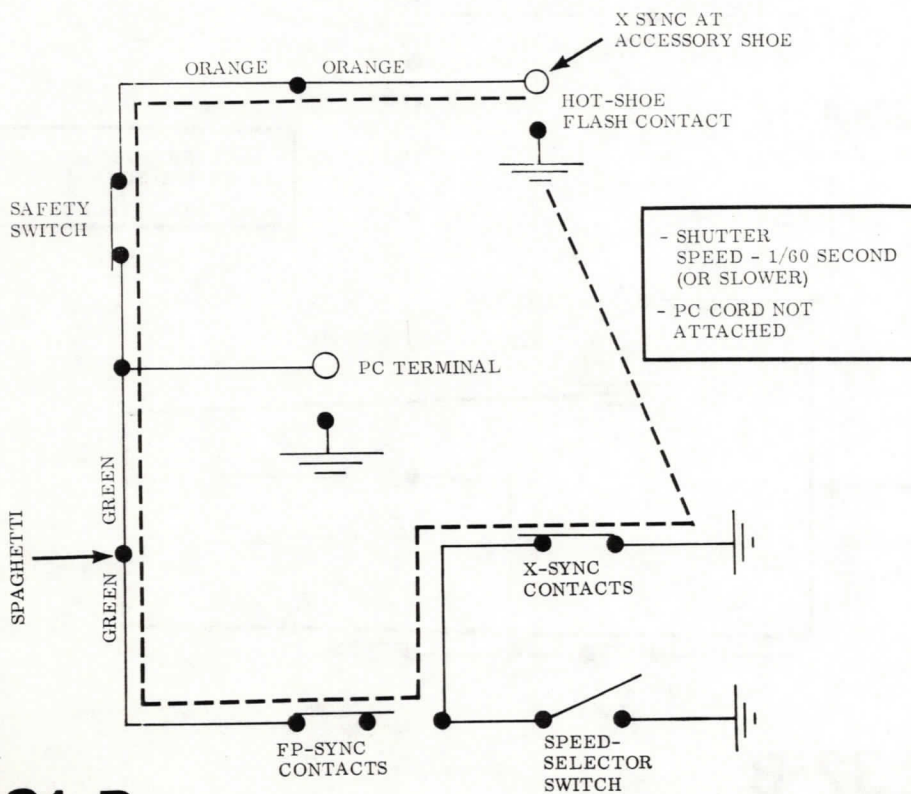 X SYNC AT
ACCESSORY SHOE
ORANGE
ORANGE
HOT-SHOE
FLASH CONTACT
SAFETY
SWITCH
- SHUTTER
SPEED - 1/60 SECOND
(OR SLOWER)
- PC CORD NOT
ATTACHED
PC TERMINAL
GREEN
SPAGHETTI
GREEN
X-SYNC
CONTACTS
FP-SYNC
CONTACTS
SPEED-
SELECTOR
SWITCH